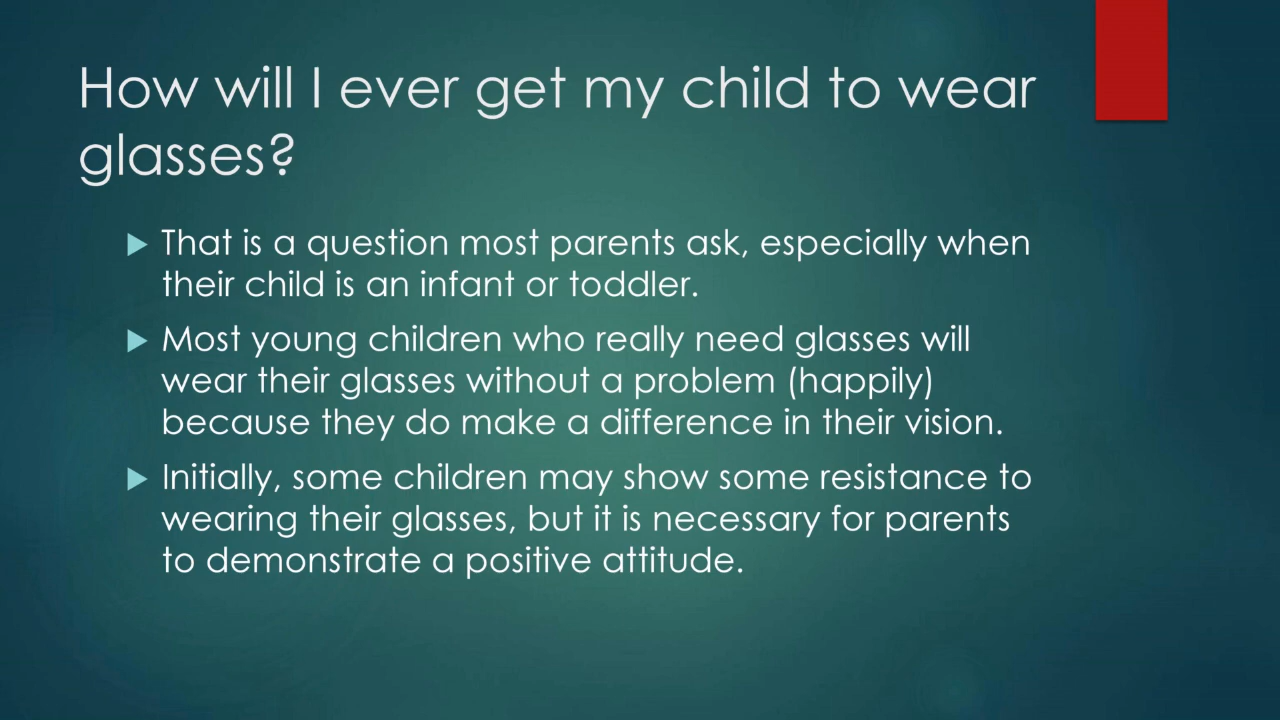 How will I ever get my child to wear
glasses?
That is a question most parents ask, especially when
their child is an infant or toddler.
Most young children who really need glasses will
wear their glasses without a problem (happily)
because they do make a difference in their vision.
Initially, some children may show some resistance to
wearing their glasses, but it is necessary for parents
to demonstrate a positive attitude.